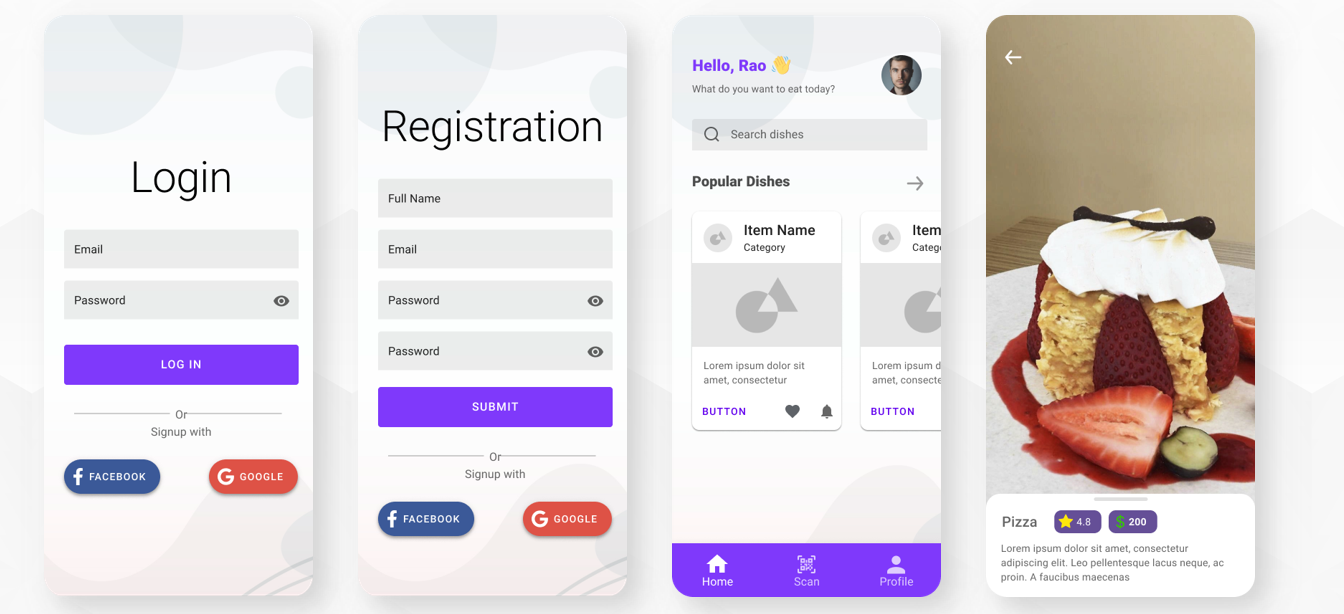 Login
Email
Password
LOG IN
Or
Signup with
FACEBOOK
GOOGLE
Registration
Full Name
Email
Password
Password
SUBMIT
Or
Signup with
FACEBOOK
GOOGLE
Hello, Rao 👋
What do you want to eat today?
Search dishes
Popular Dishes
Item Name
Category
Lorem ipsum dolor sit
amet, consectetur
BUTTON
Item
Categ
Lorem ipsum d
amet, consecte
BUTTON
Home
Scan
Profile
Pizza
4.8
$ 200
Lorem ipsum dolor sit amet, consectetur
adipiscing elit. Leo pellentesque lacus neque, ac
proin. A faucibus maecenas